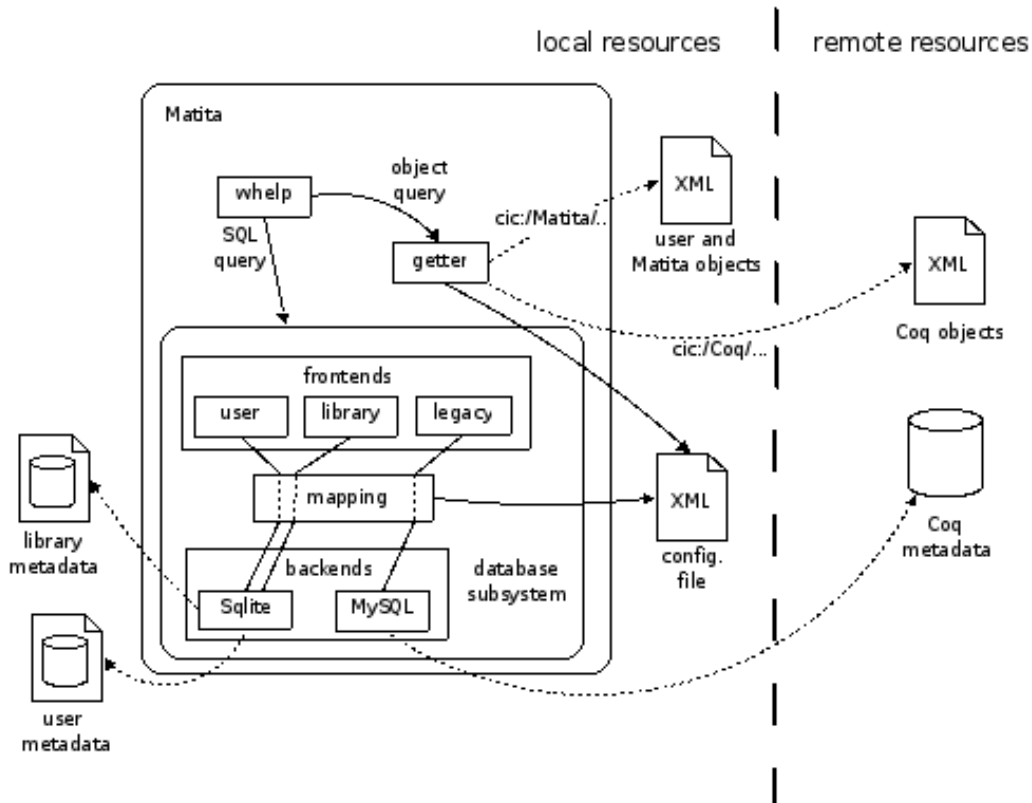 local resources
remote resources
Matita
whelp
object
query
SQL
query
getter
cic:/Matita/..
XML
user and
Matita objects
XML
Coq objects
cic:/Coq/...
frontends
user
library
legacy
mapping
XML
config.
file
Coq
metadata
library
metadata
backends
database
subsystem
Sqlite
MySQL
user
metadata